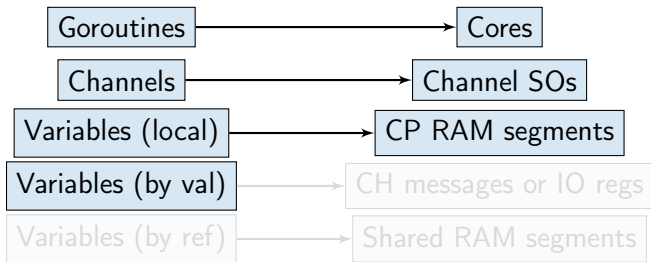 Goroutines Cores
Channels Channel SOs
Variables (local) CP RAM segments
Variables (by val) CH messages or IO regs
Variables (by ref) Shared RAM segments